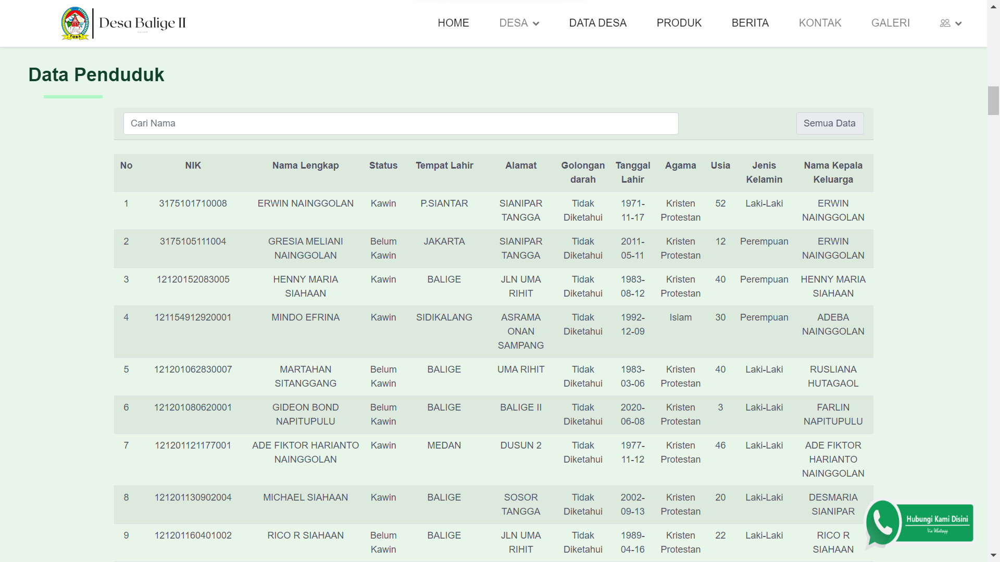 TOBA
Desa Balige II
BALIGE
HOME DESA DATA DESA PRODUK BERITA KONTAK GALERI
Data Penduduk
Cari Nama Semua Data
No NIK Nama Lengkap Status Tempat Lahir Alamat Golongan darah Tanggal Lahir Agama Usia Jenis Kelamin Nama Kepala Keluarga
1 3175101710008 ERWIN NAINGGOLAN Kawin P.SIANTAR SIANIPAR TANGGA Tidak Diketahui 1971-11-17 Kristen Protestan 52 Laki-Laki ERWIN NAINGGOLAN
2 3175105111004 GRESIA MELIANI NAINGGOLAN Belum Kawin JAKARTA SIANIPAR TANGGA Tidak Diketahui 2011-05-11 Kristen Protestan 12 Perempuan ERWIN NAINGGOLAN
3 12120152083005 HENNY MARIA SIAHAAN Kawin BALIGE JLN UMA RIHIT Tidak Diketahui 1983-08-12 Kristen Protestan 40 Perempuan HENNY MARIA SIAHAAN
4 121154912920001 MINDO EFRINA Kawin SIDIKALANG ASRAMA ONAN SAMPANG Tidak Diketahui 1992-12-09 Islam 30 Perempuan ADEBA NAINGGOLAN
5 121201062830007 MARTAHAN SITANGGANG Belum Kawin BALIGE UMA RIHIT Tidak Diketahui 1983-03-06 Kristen Protestan 40 Laki-Laki RUSLIANA HUTAGAOL
6 121201080620001 GIDEON BOND NAPITUPULU Belum Kawin BALIGE BALIGE II Tidak Diketahui 2020-06-08 Kristen Protestan 3 Laki-Laki FARLIN NAPITUPULU
7 121201121177001 ADE FIKTOR HARIANTO NAINGGOLAN Kawin MEDAN DUSUN 2 Tidak Diketahui 1977-11-12 Kristen Protestan 46 Laki-Laki ADE FIKTOR HARIANTO NAINGGOLAN
8 121201130902004 MICHAEL SIAHAAN Kawin BALIGE SOSOR TANGGA Tidak Diketahui 2002-09-13 Kristen Protestan 20 Laki-Laki DESMARIA SIANIPAR
9 121201160401002 RICO R SIAHAAN Belum Kawin BALIGE JLN UMA RIHIT Tidak Diketahui 1989-04-16 Kristen Protestan 22 Laki-Laki RICO R SIAHAAN
Hubungi Kami Disini
Via Whatsapp